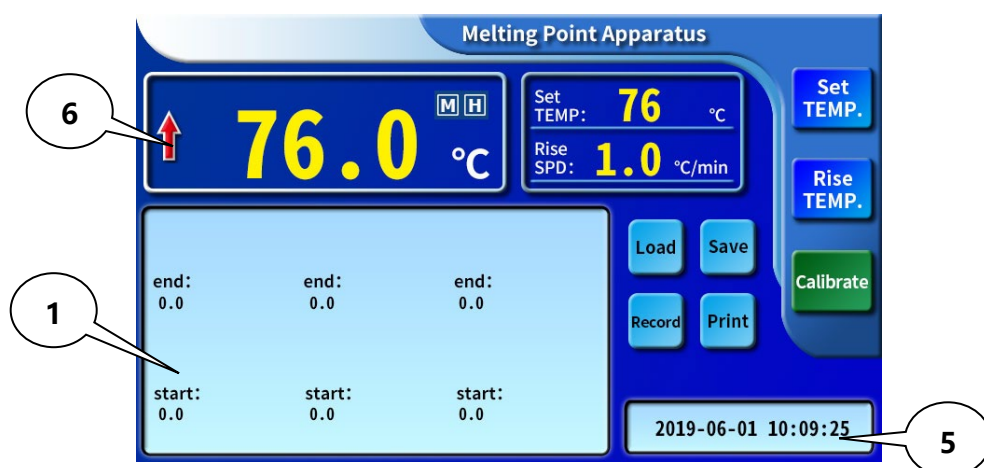 Melting Point Apparatus
6
76.0 °C
M H
Set TEMP: 76 °C
Rise SPD: 1.0 °C/min
Set
TEMP.
Rise
TEMP.
Calibrate
Load Save
Record Print
1
end: end: end:
0.0 0.0 0.0
start: start: start:
0.0 0.0 0.0
2019-06-01 10:09:25
5